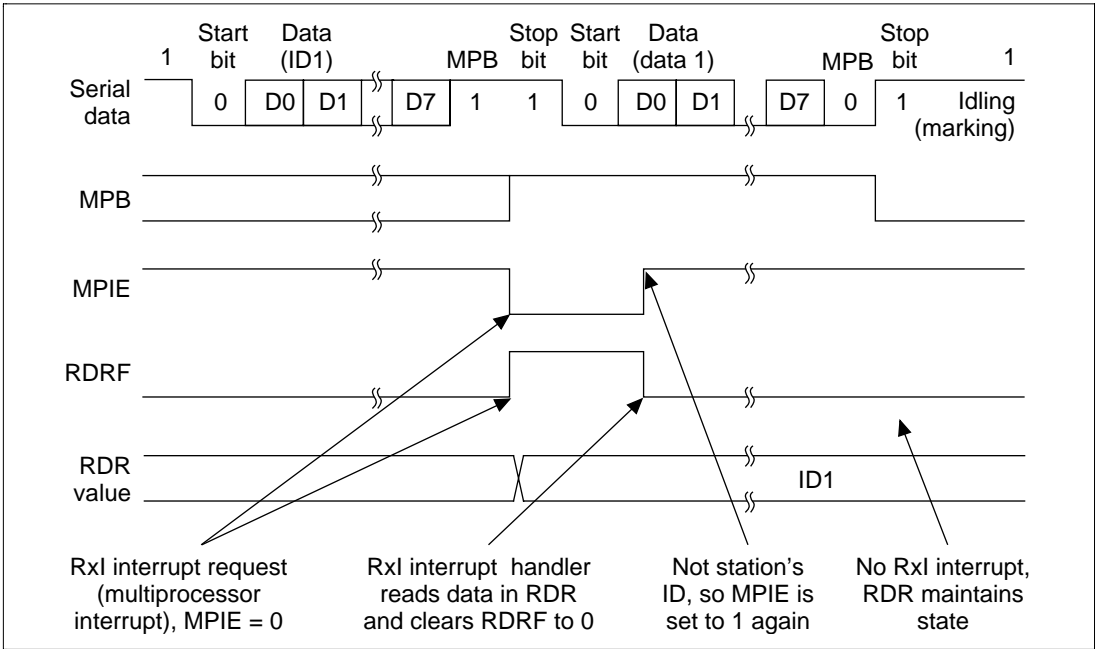 Start Data Stop Start Data Stop
1 bit (ID1) MPB bit bit (data 1) MPB bit 1
Serial data
0 D0 D1 D7 1 1 0 D0 D1 D7 0 1 Idling (marking)
MPB
MPIE
RDRF
RDR
value
ID1
RxI interrupt request
(multiprocessor
interrupt), MPIE = 0
RxI interrupt handler
reads data in RDR
and clears RDRF to 0
Not station's
ID, so MPIE is
set to 1 again
No RxI interrupt,
RDR maintains
state